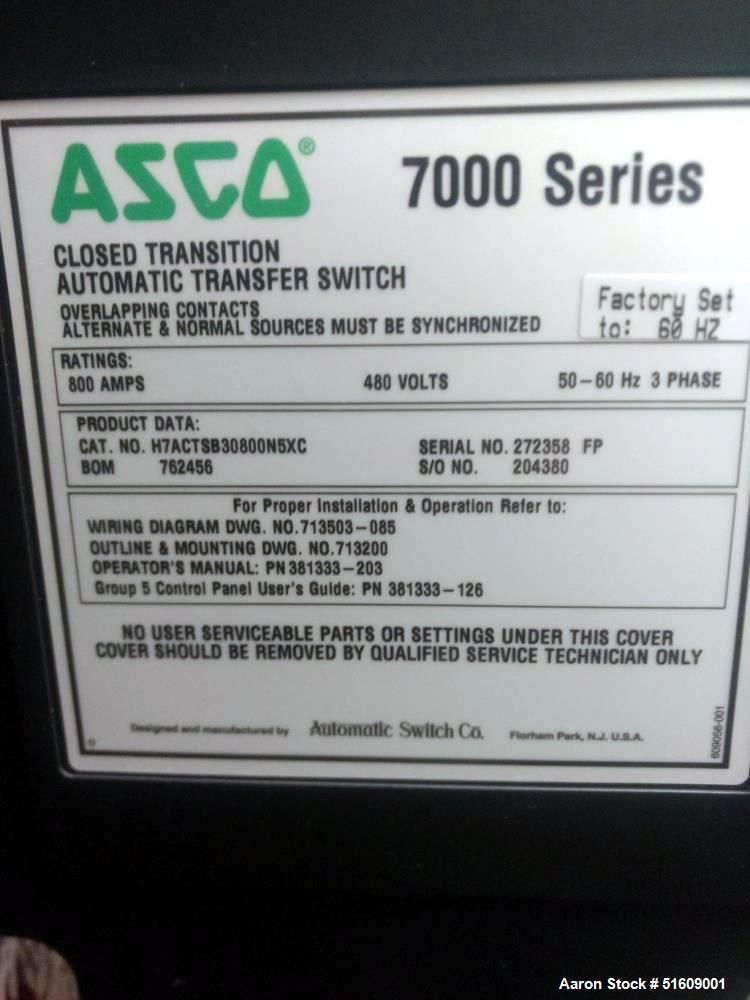 ASCO® 7000 Series
CLOSED TRANSITION
AUTOMATIC TRANSFER SWITCH
OVERLAPPING CONTACTS
ALTERNATE & NORMAL SOURCES MUST BE SYNCHRONIZED
Factory Set
to: 60 HZ
RATINGS:
800 AMPS 480 VOLTS 50-60 Hz 3 PHASE
PRODUCT DATA:
CAT. NO. H7ACTSB30800N5XC SERIAL NO. 272358 FP
BOM 762456 S/O NO. 204380
For Proper Installation & Operation Refer to:
WIRING DIAGRAM DWG. NO.713503-085
OUTLINE & MOUNTING DWG. NO.713200
OPERATOR'S MANUAL: PN 381333-203
Group 5 Control Panel User's Guide: PN 381333-126
NO USER SERVICEABLE PARTS OR SETTINGS UNDER THIS COVER
COVER SHOULD BE REMOVED BY QUALIFIED SERVICE TECHNICIAN ONLY
Designed and manufactured by Automatic Switch Co. Florham Park, N.J. U.S.A.
609056-001
Aaron Stock # 51609001